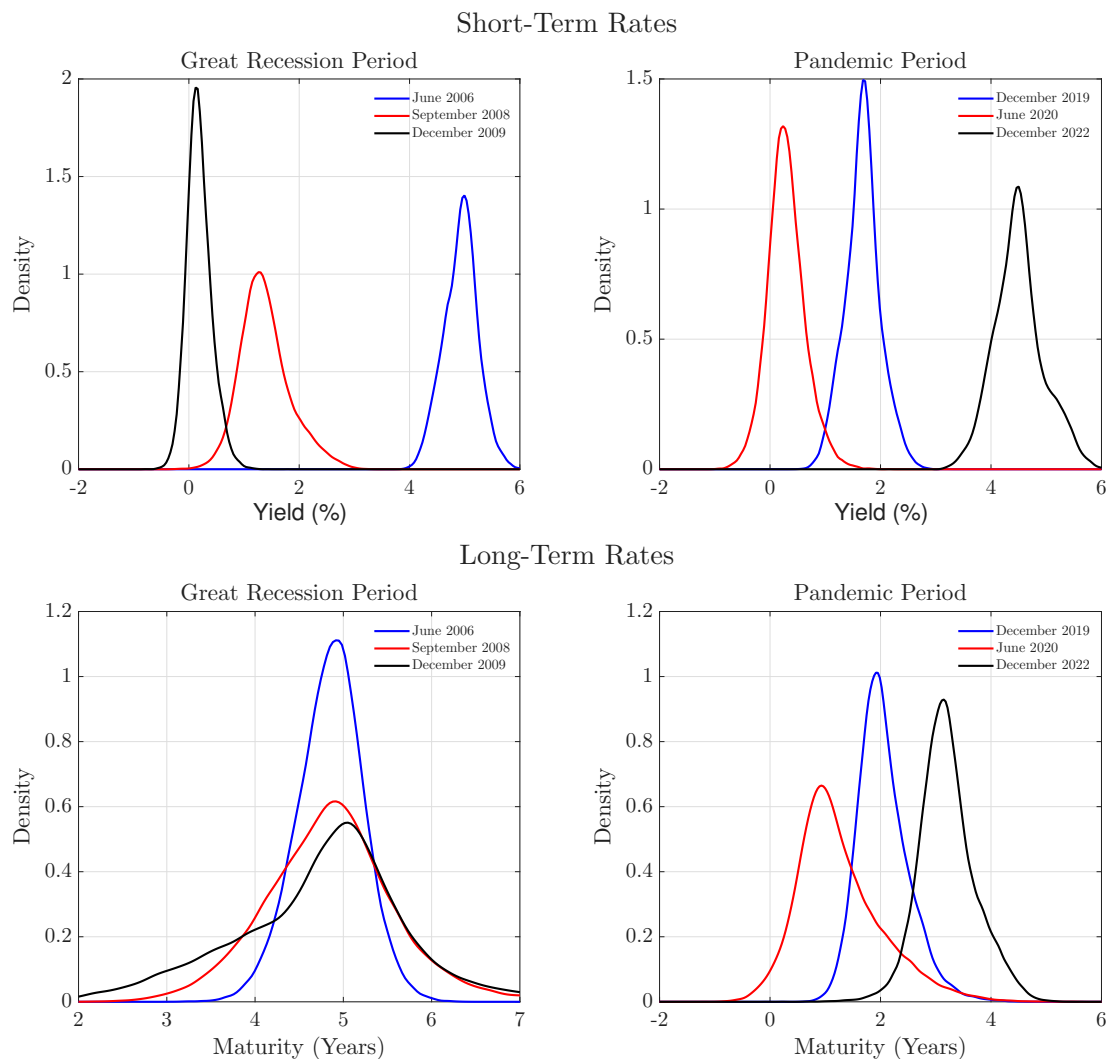 Short-Term Rates
Great Recession Period
Pandemic Period
2
1.5
1
0.5
0
Density
June 2006
September 2008
December 2009
-2
0
2
4
6
Yield (%)
1.5
1
0.5
0
Density
December 2019
June 2020
December 2022
-2
0
2
4
6
Yield (%)
Long-Term Rates
Great Recession Period
Pandemic Period
1.2
1
0.8
0.6
0.4
0.2
0
Density
June 2006
September 2008
December 2009
2
3
4
5
6
7
Maturity (Years)
1.2
1
0.8
0.6
0.4
0.2
0
Density
December 2019
June 2020
December 2022
-2
0
2
4
6
Maturity (Years)